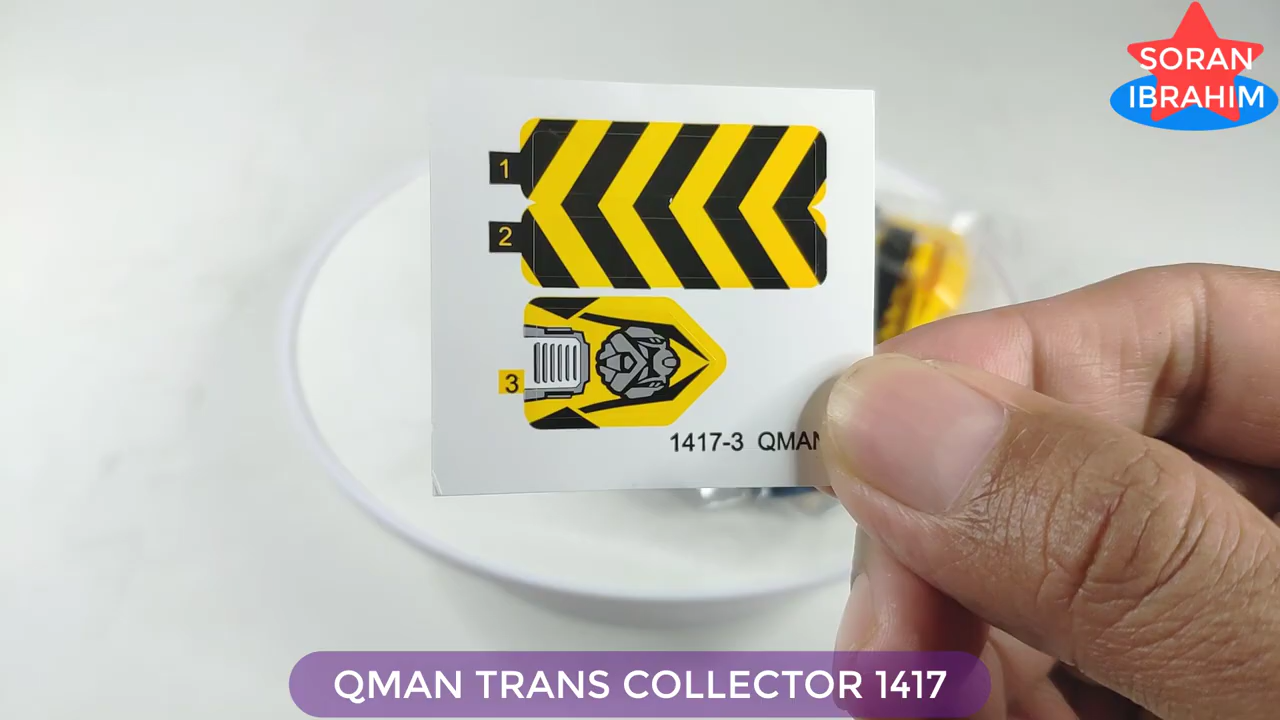 SORAN
IBRAHIM
1
2
3
1417-3 QMAN
QMAN TRANS COLLECTOR 1417